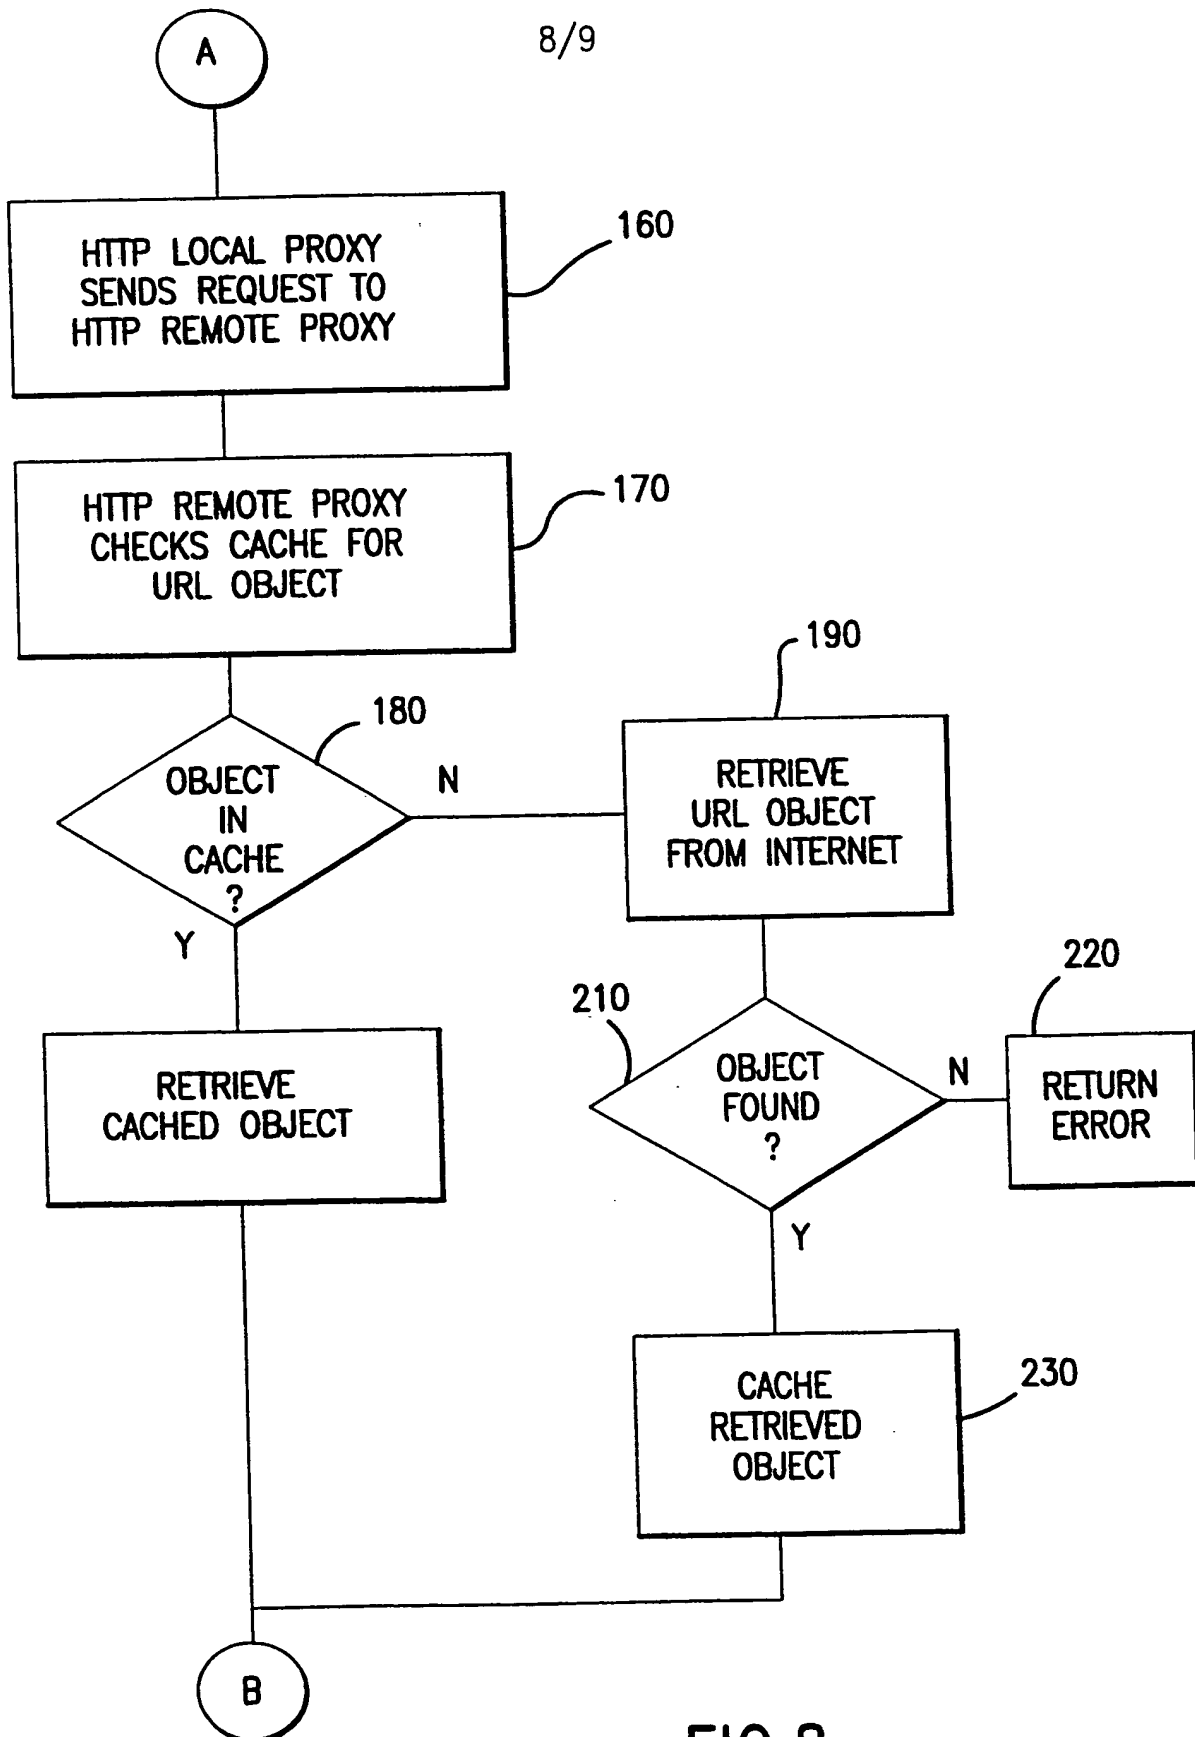 8/9
A
HTTP LOCAL PROXY
SENDS REQUEST TO
HTTP REMOTE PROXY
160
HTTP REMOTE PROXY
CHECKS CACHE FOR
URL OBJECT
170
180
OBJECT
IN
CACHE
?
N
Y
190
RETRIEVE
URL OBJECT
FROM INTERNET
RETRIEVE
CACHED OBJECT
210
OBJECT
FOUND
?
N
Y
220
RETURN
ERROR
CACHE
RETRIEVED
OBJECT
230
B